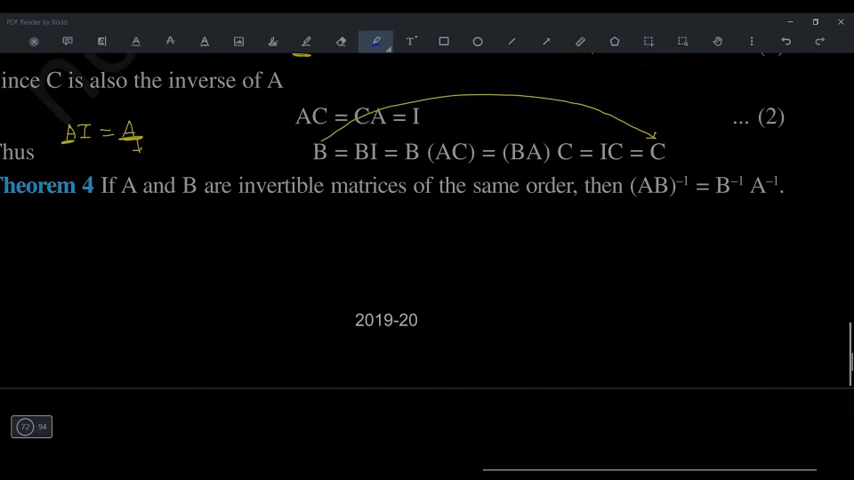 PDF Reader by Xodo
ince C is also the inverse of A
AC = CA = I ... (2)
AI = A
hus B = BI = B (AC) = (BA) C = IC = C
Theorem 4 If A and B are invertible matrices of the same order, then (AB)⁻¹ = B⁻¹ A⁻¹.
2019-20
72 94